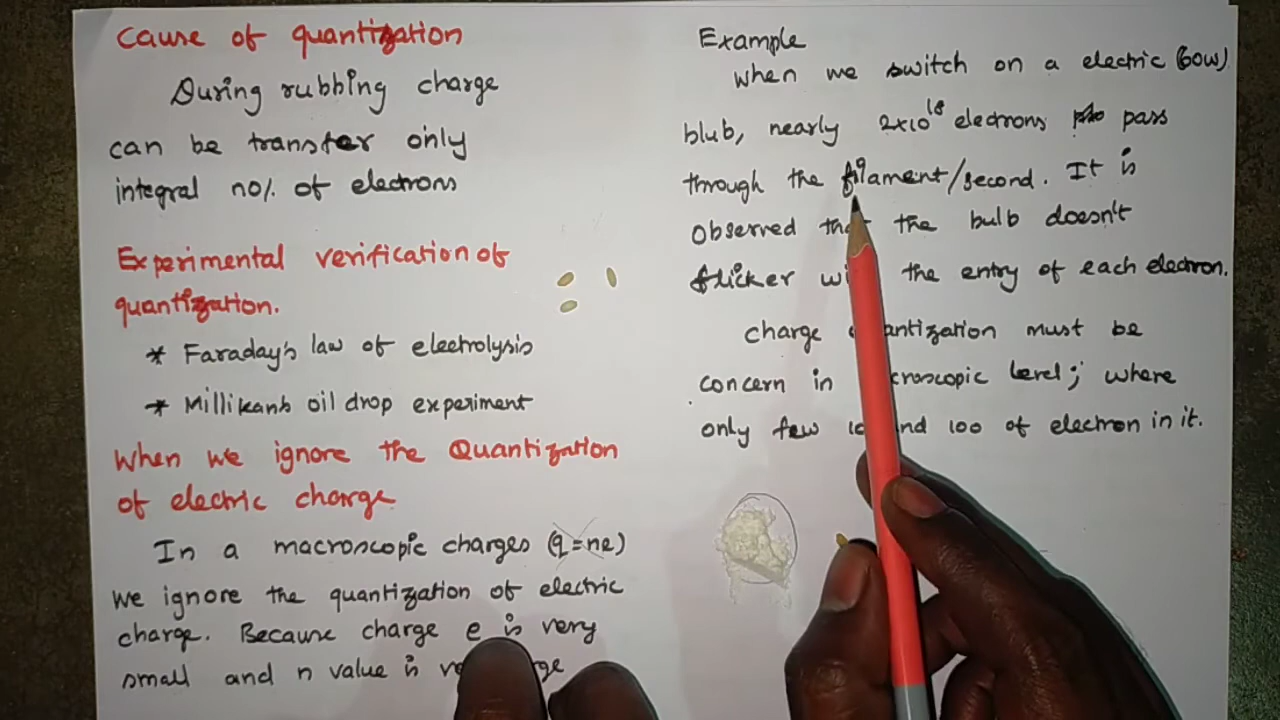 Cause of quantization
During rubbing charge
can be transfer only
integral no/. of electrons
Experimental verification of
quantization.
* Faraday's law of electrolysis
* Millikan's oil drop experiment
When we ignore the Quantization
of electric charge
In a macroscopic charges (q=ne)
we ignore the quantization of electric
charge. Because charge e is very
small and n value is
Example
when we switch on a electric (60W)
blub, nearly 2x10^18 electrons pass
through the filament/second. It is
observed the the bulb doesn't
flicker the entry of each electron.
charge must be
concern in level; where
only few 100 of electron in it.